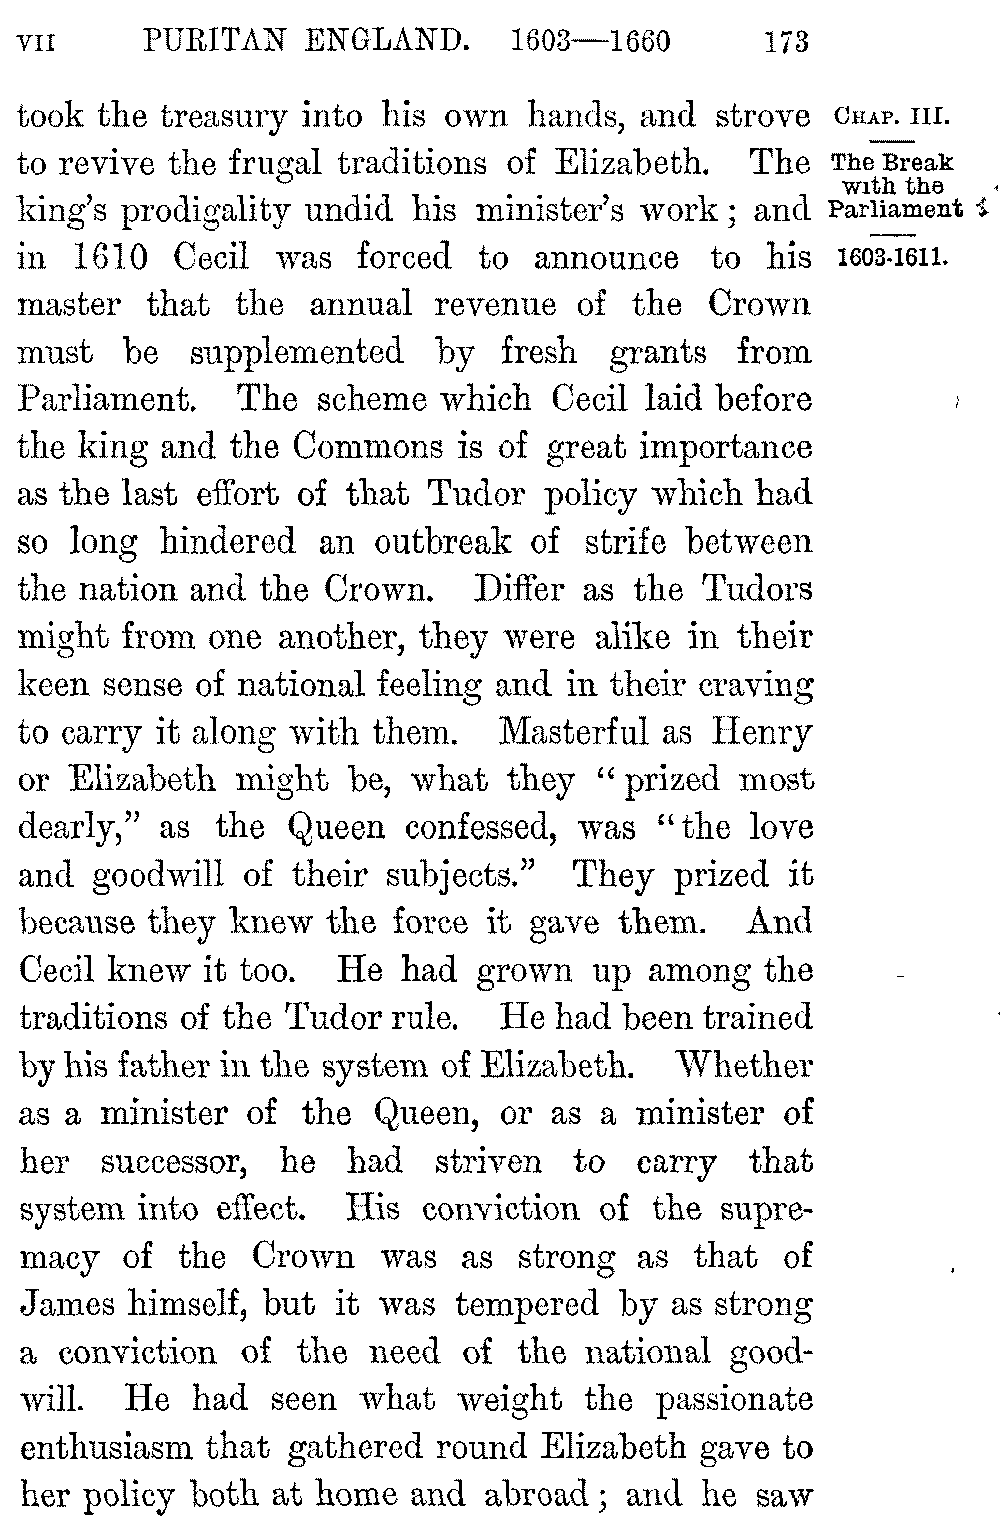 VII PURITAN ENGLAND. 1603—1660 173
took the treasury into his own hands, and strove
to revive the frugal traditions of Elizabeth. The
king's prodigality undid his minister's work; and
in 1610 Cecil was forced to announce to his
master that the annual revenue of the Crown
must be supplemented by fresh grants from
Parliament. The scheme which Cecil laid before
the king and the Commons is of great importance
as the last effort of that Tudor policy which had
so long hindered an outbreak of strife between
the nation and the Crown. Differ as the Tudors
might from one another, they were alike in their
keen sense of national feeling and in their craving
to carry it along with them. Masterful as Henry
or Elizabeth might be, what they “prized most
dearly,” as the Queen confessed, was “the love
and goodwill of their subjects.” They prized it
because they knew the force it gave them. And
Cecil knew it too. He had grown up among the
traditions of the Tudor rule. He had been trained
by his father in the system of Elizabeth. Whether
as a minister of the Queen, or as a minister of
her successor, he had striven to carry that
system into effect. His conviction of the supre-
macy of the Crown was as strong as that of
James himself, but it was tempered by as strong
a conviction of the need of the national good-
will. He had seen what weight the passionate
enthusiasm that gathered round Elizabeth gave to
her policy both at home and abroad; and he saw
CHAP. III.
The Break
with the
Parliament
1603-1611.